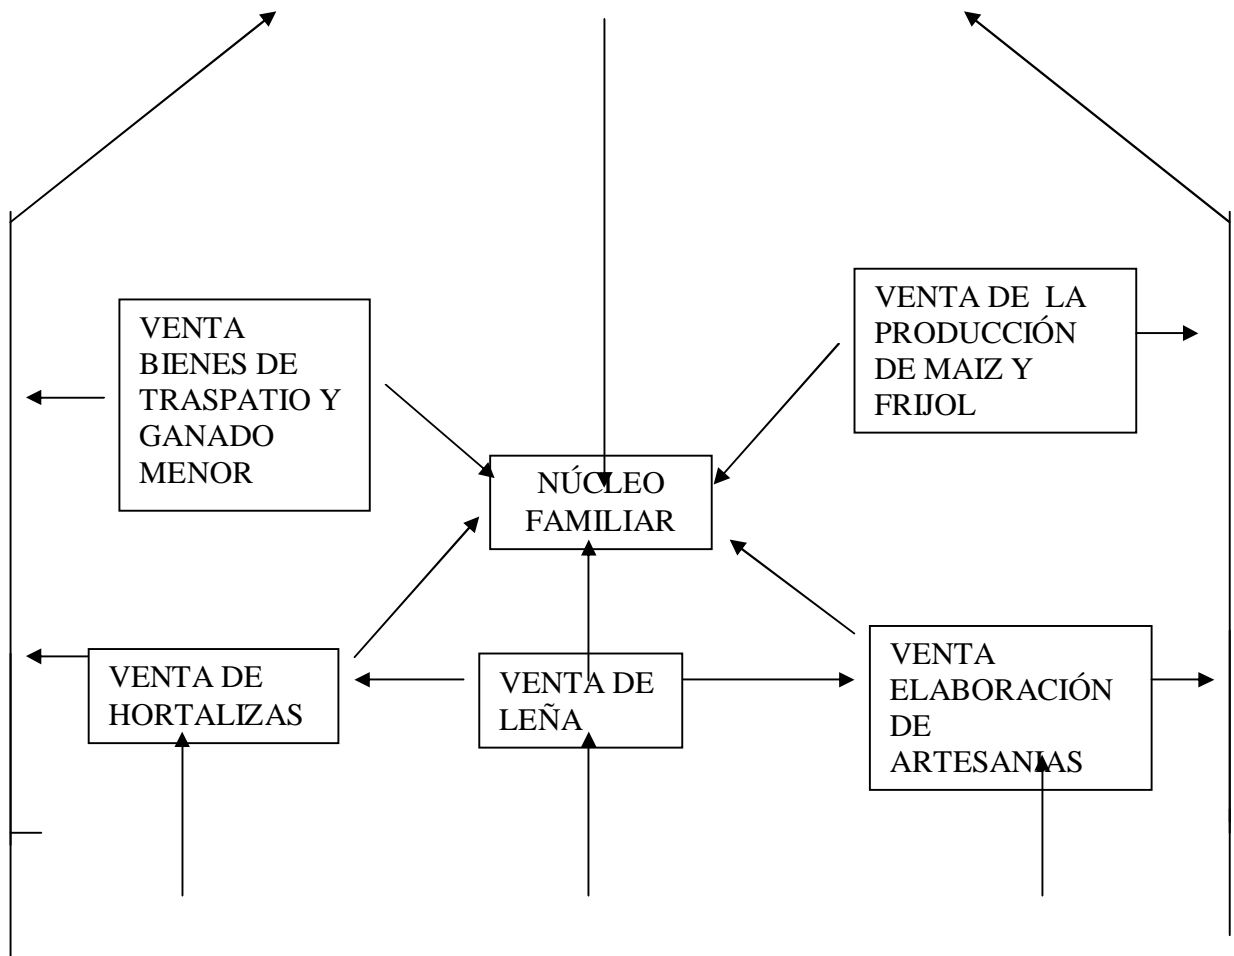 VENTA
BIENES DE
TRASPATIO Y
GANADO
MENOR
VENTA DE LA
PRODUCCIÓN
DE MAIZ Y
FRIJOL
NÚCLEO
FAMILIAR
VENTA DE
HORTALIZAS
VENTA DE
LEÑA
VENTA
ELABORACIÓN
DE
ARTESANIAS